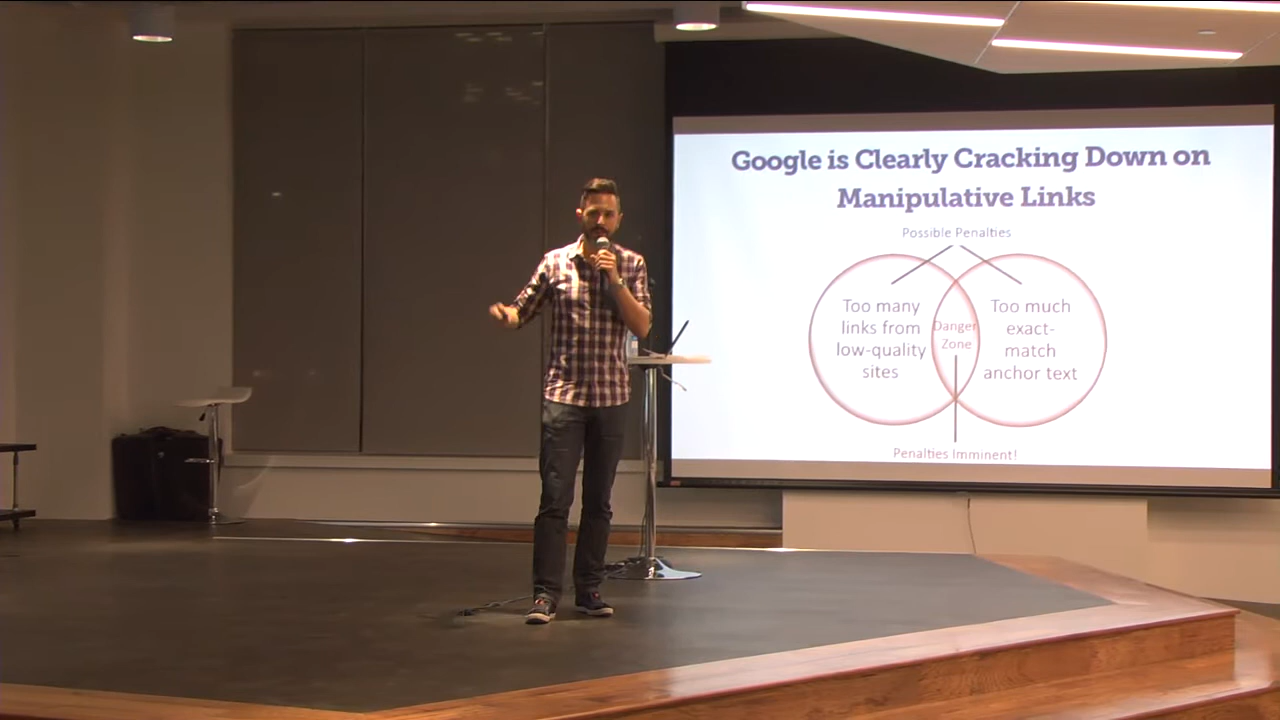 Google is Clearly Cracking Down on
Manipulative Links
Possible Penalties
Too many
links from
low-quality
sites
Danger
Zone
Too much
exact-
match
anchor text
Penalties Imminent!